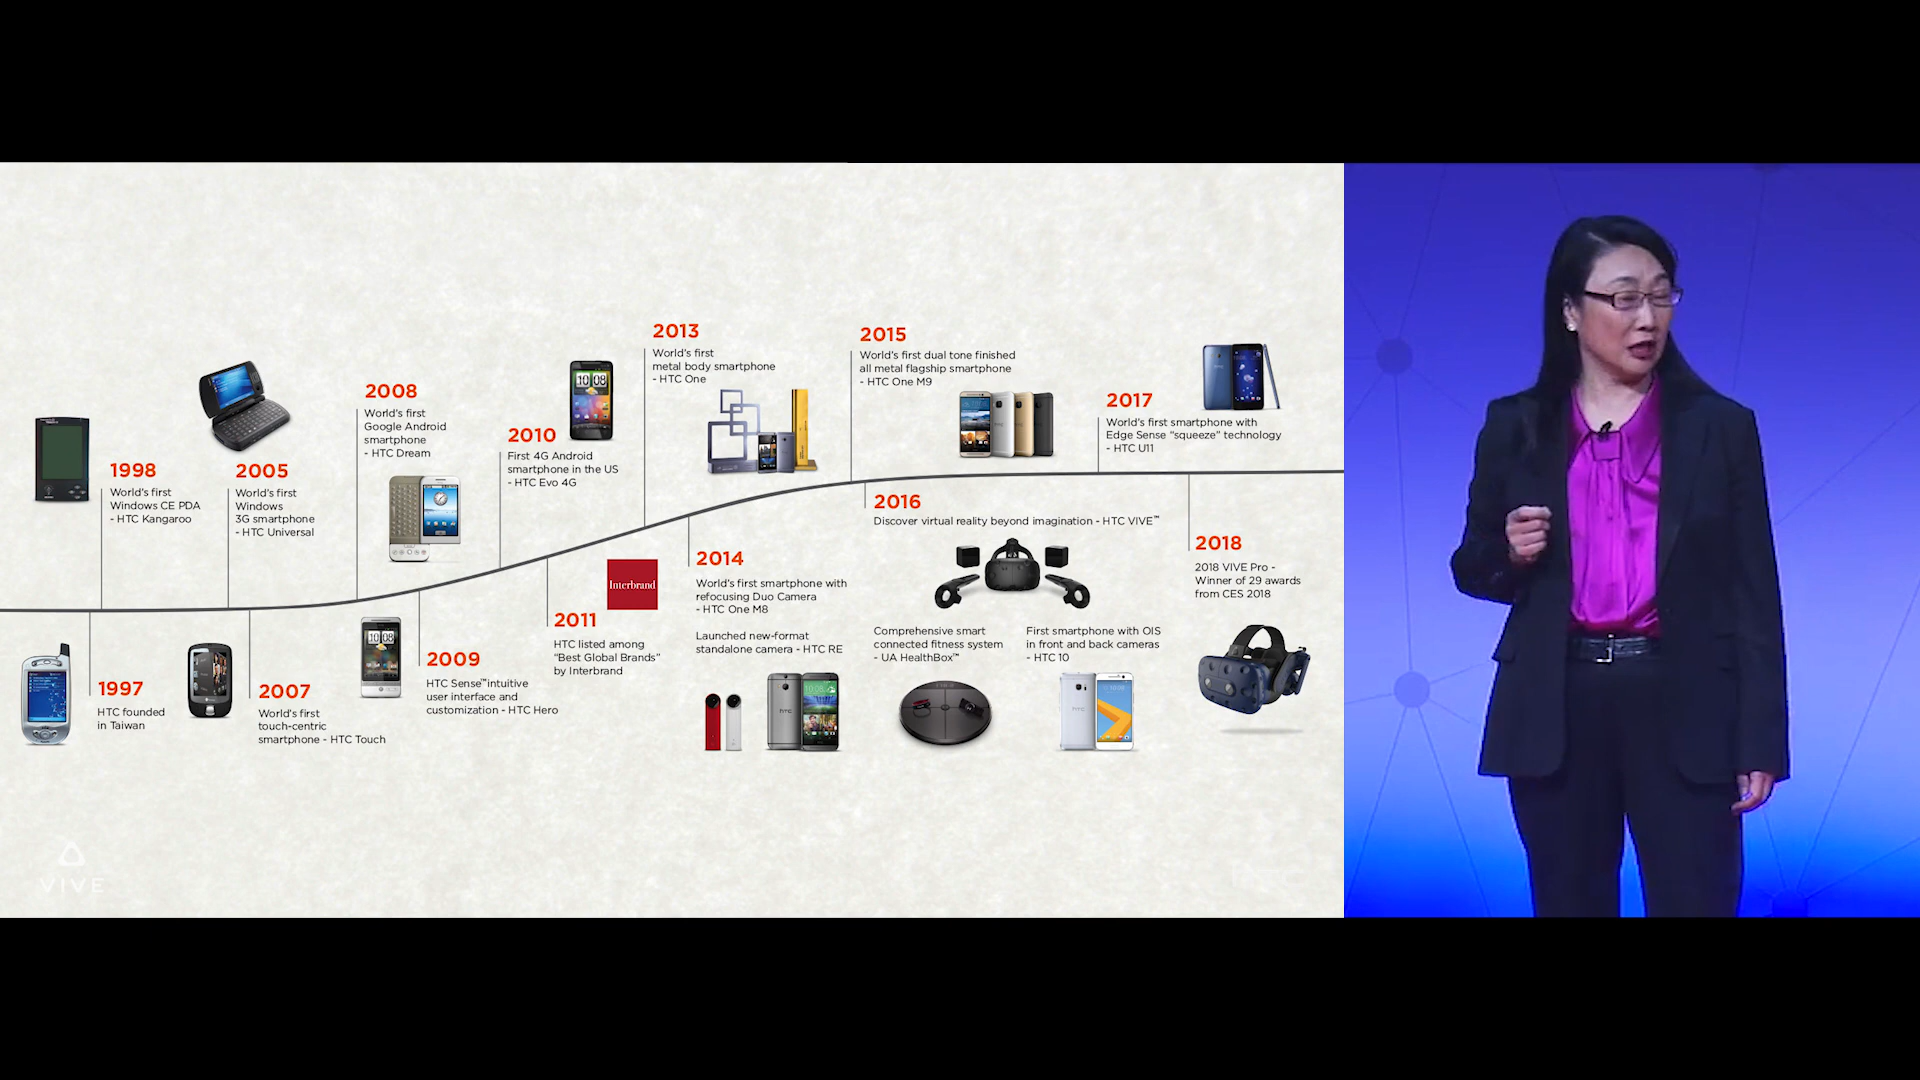 2013
World's first
metal body smartphone
- HTC One
2015
World's first dual tone finished
all metal flagship smartphone
- HTC One M9
2008
World's first
Google Android
smartphone
- HTC Dream
2017
World's first smartphone with
Edge Sense "squeeze" technology
- HTC U11
2010
First 4G Android
smartphone in the US
- HTC Evo 4G
1998
World's first
Windows CE PDA
- HTC Kangaroo
2005
World's first
Windows
3G smartphone
- HTC Universal
2016
Discover virtual reality beyond imagination - HTC VIVE™
2018
2018 VIVE Pro -
Winner of 29 awards
from CES 2018
2014
World's first smartphone with
refocusing Duo Camera
- HTC One M8
Launched new-format
standalone camera - HTC RE
Interbrand
2011
HTC listed among
"Best Global Brands"
by Interbrand
Comprehensive smart
connected fitness system
- UA HealthBox™
First smartphone with OIS
in front and back cameras
- HTC 10
2009
HTC Sense™intuitive
user interface and
customization - HTC Hero
1997
HTC founded
in Taiwan
2007
World's first
touch-centric
smartphone - HTC Touch
10 08
10 08
hTC
hTC
VIVE